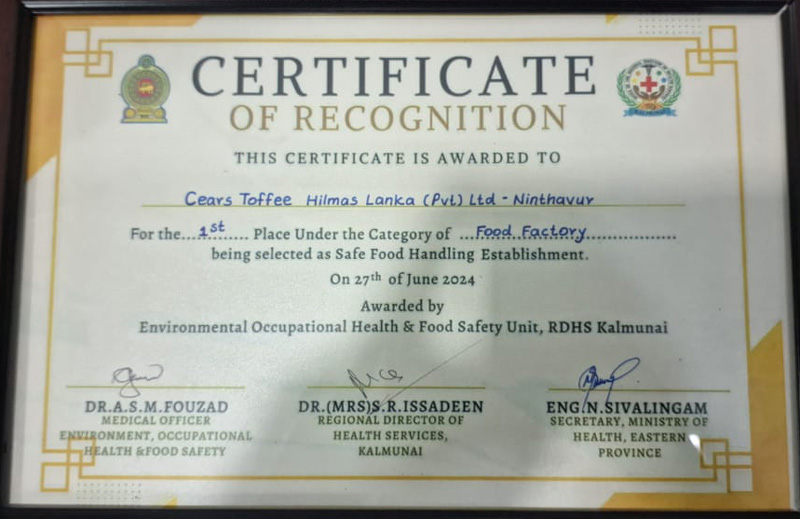 CERTIFICATE
OF RECOGNITION
THIS CERTIFICATE IS AWARDED TO
Cears Toffee Hilmas Lanka (Pvt) Ltd - Ninthavur
For the...1st...... Place Under the Category of ...Food Factory...................
being selected as Safe Food Handling Establishment.
On 27th of June 2024
Awarded by
Environmental Occupational Health & Food Safety Unit, RDHS Kalmunai
DR.A.S.M.FOUZAD
MEDICAL OFFICER
ENVIRONMENT, OCCUPATIONAL
HEALTH &FOOD SAFETY
DR.(MRS)S.R.ISSADEEN
REGIONAL DIRECTOR OF
HEALTH SERVICES,
KALMUNAI
ENG.N.SIVALINGAM
SECRETARY, MINISTRY OF
HEALTH, EASTERN
PROVINCE